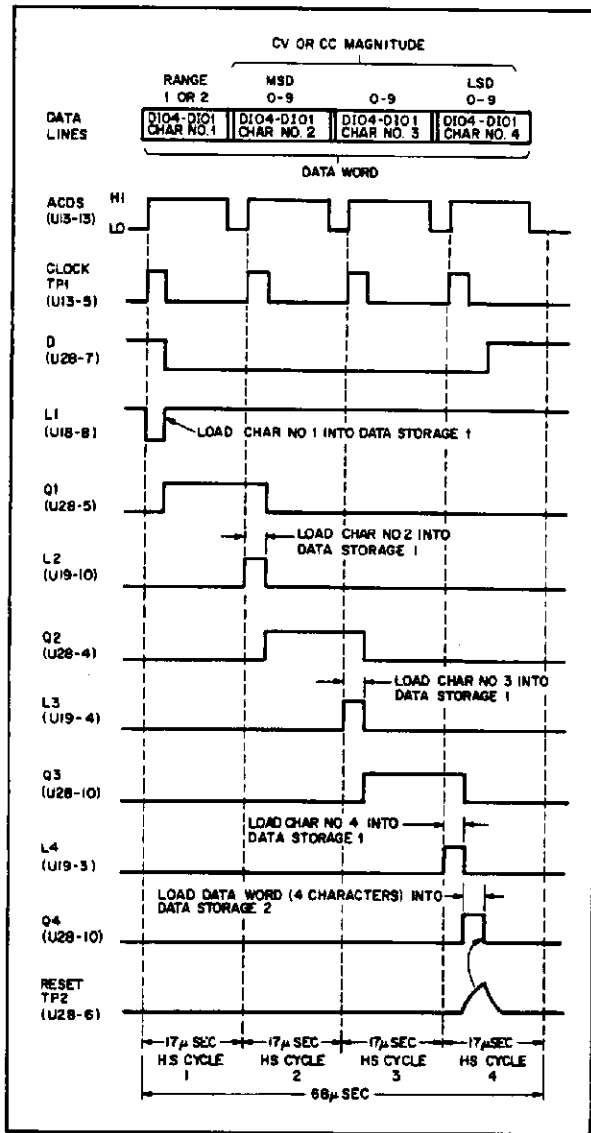 CV OR CC MAGNITUDE
RANGE MSD LSD
1 OR 2 0-9 0-9 0-9
DATA LINES
DIO4-DIO1 CHAR NO.1
DIO4-DIO1 CHAR NO. 2
DIO4-DIO1 CHAR NO. 3
DIO4-DIO1 CHAR NO. 4
DATA WORD
ACDS HI
(U13-13) LO
CLOCK
TP1
(U13-5)
D
(U28-7)
L1
(U18-8)
LOAD CHAR NO 1 INTO DATA STORAGE 1
Q1
(U28-5)
LOAD CHAR NO.2 INTO
DATA STORAGE 1
L2
(U19-10)
Q2
(U28-4)
LOAD CHAR NO 3 INTO
DATA STORAGE 1
L3
(U19-4)
Q3
(U28-10)
LOAD CHAR NO 4 INTO
DATA STORAGE 1
L4
(U19-3)
LOAD DATA WORD (4 CHARACTERS) INTO
DATA STORAGE 2
Q4
(U28-10)
RESET
TP2
(U28-6)
17µ SEC 17µ SEC 17µ SEC 17µ SEC
HS CYCLE HS CYCLE HS CYCLE HS CYCLE
1 2 3 4
68µ SEC